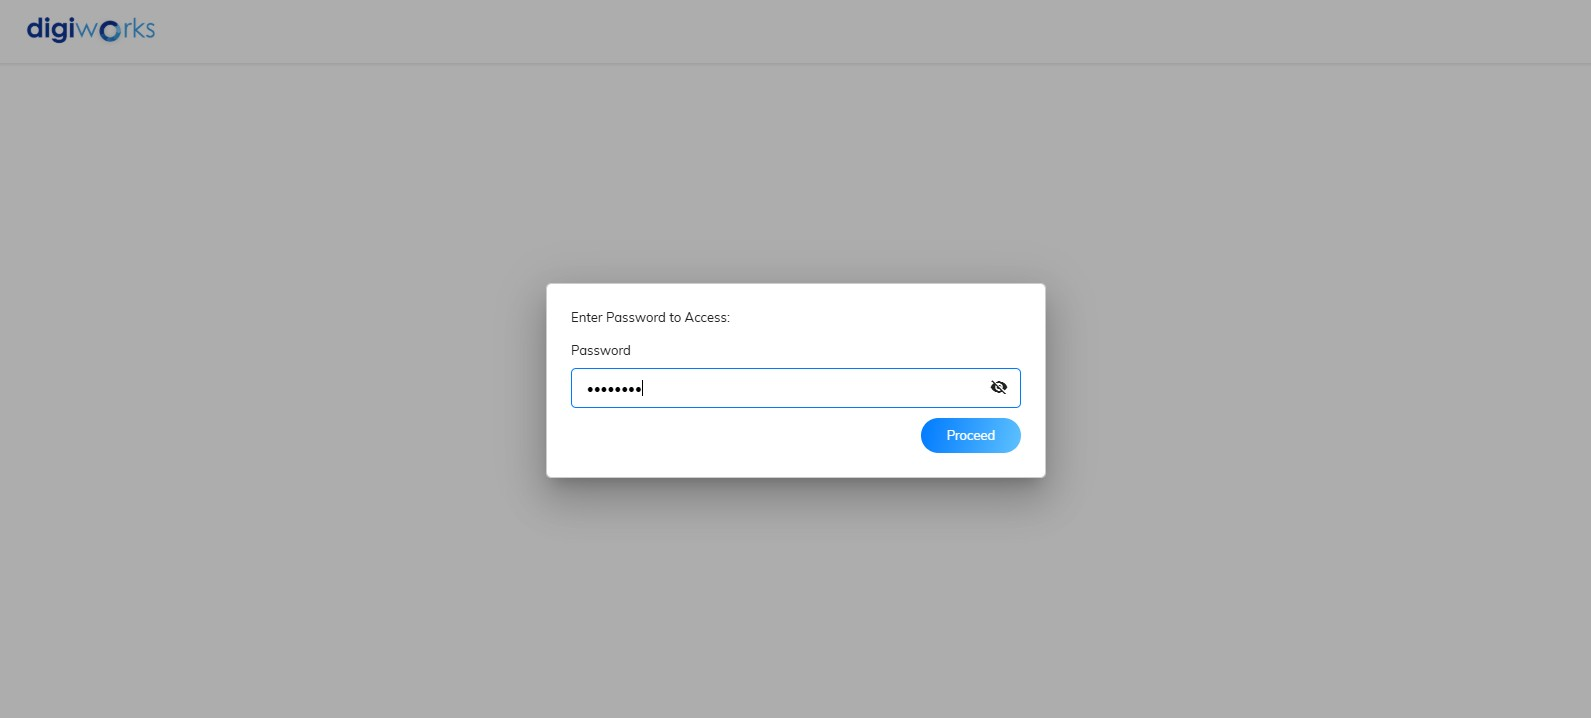 digiworks
Enter Password to Access:
Password
••••••••
Proceed